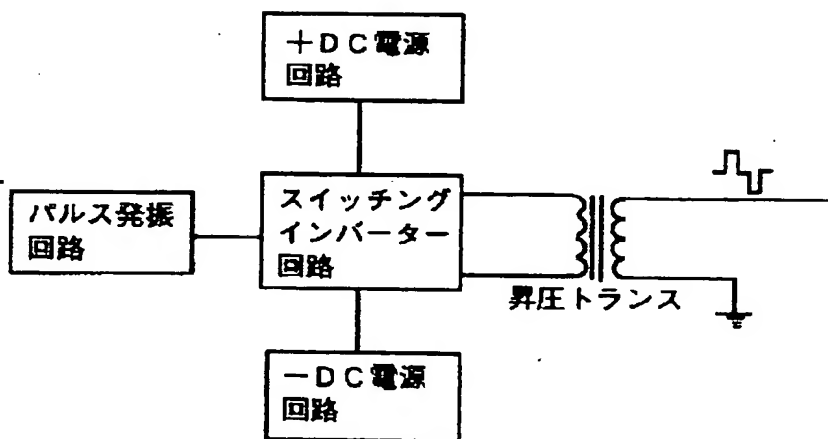 ＋ＤＣ電源
回路
パルス発振
回路
スイッチング
インバーター
回路
昇圧トランス
－ＤＣ電源
回路